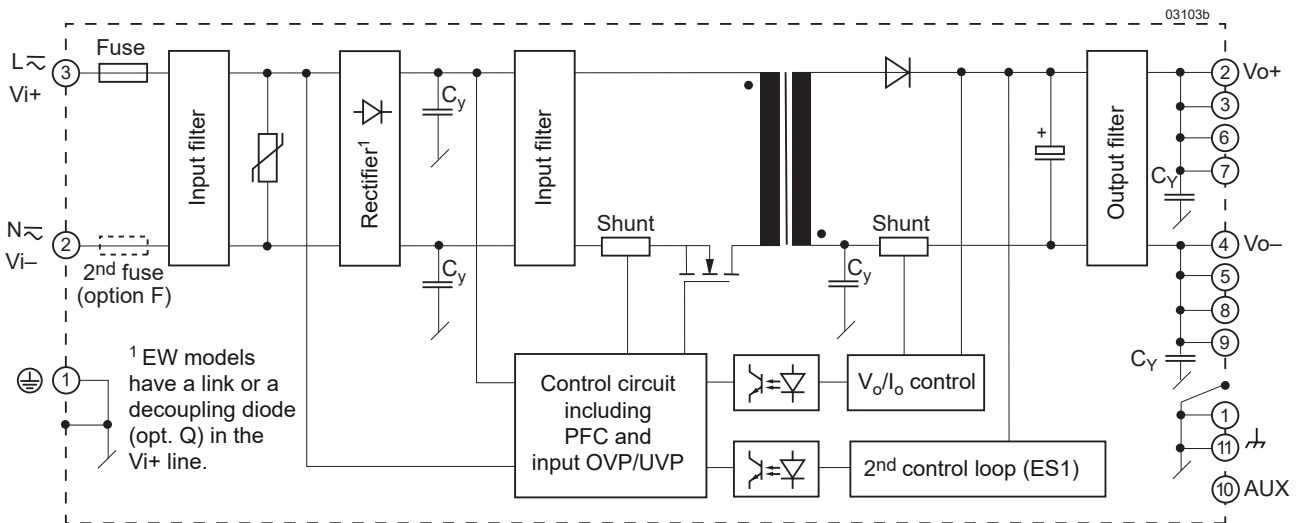 03103b
Fuse
L≂
3
Vi+
Input filter
Rectifier¹
Cy
Input filter
+
Output filter
2 Vo+
3
6
7
CY
N≂
2
Vi–
2nd fuse
(option F)
Cy
Shunt
Cy
Shunt
4 Vo–
5
8
9
CY
1
¹ EW models
have a link or a
decoupling diode
(opt. Q) in the
Vi+ line.
Control circuit
including
PFC and
input OVP/UVP
Vo/Io control
2nd control loop (ES1)
1
11
10 AUX